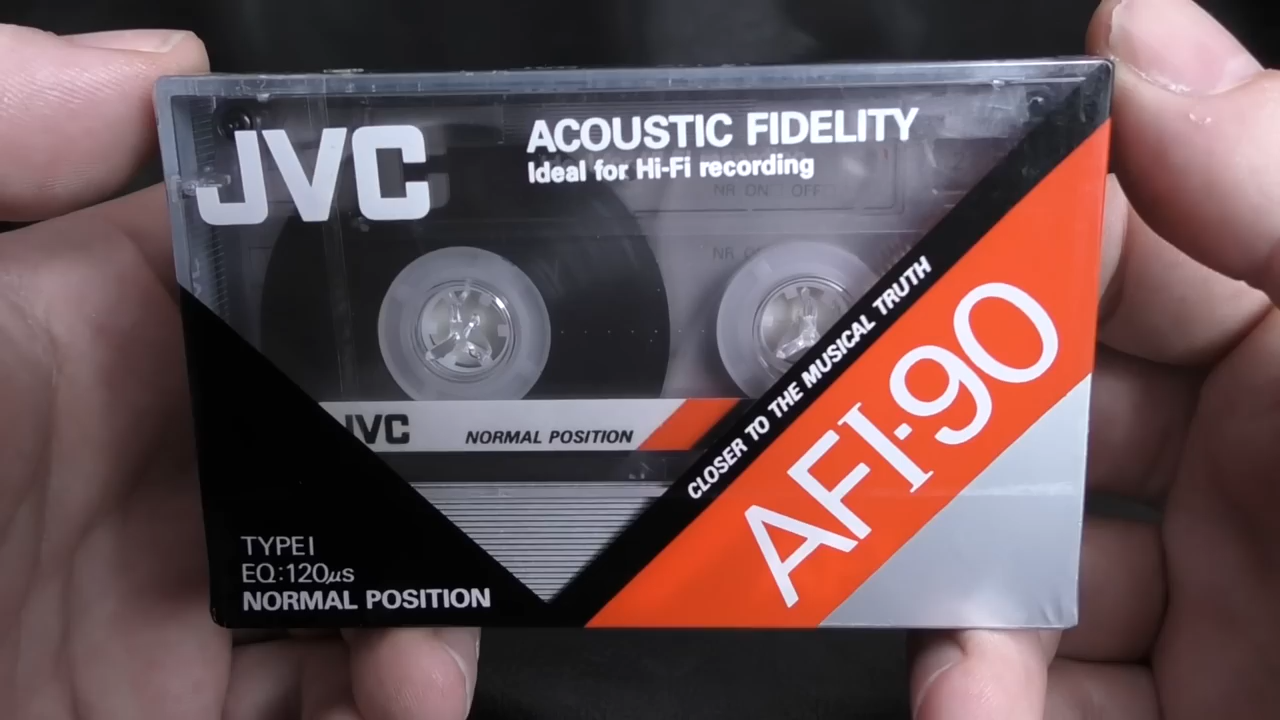 JVC
ACOUSTIC FIDELITY
Ideal for Hi-Fi recording
NR ON OFF
NR
CLOSER TO THE MUSICAL TRUTH
AFI·90
JVC
NORMAL POSITION
TYPE I
EQ:120μs
NORMAL POSITION